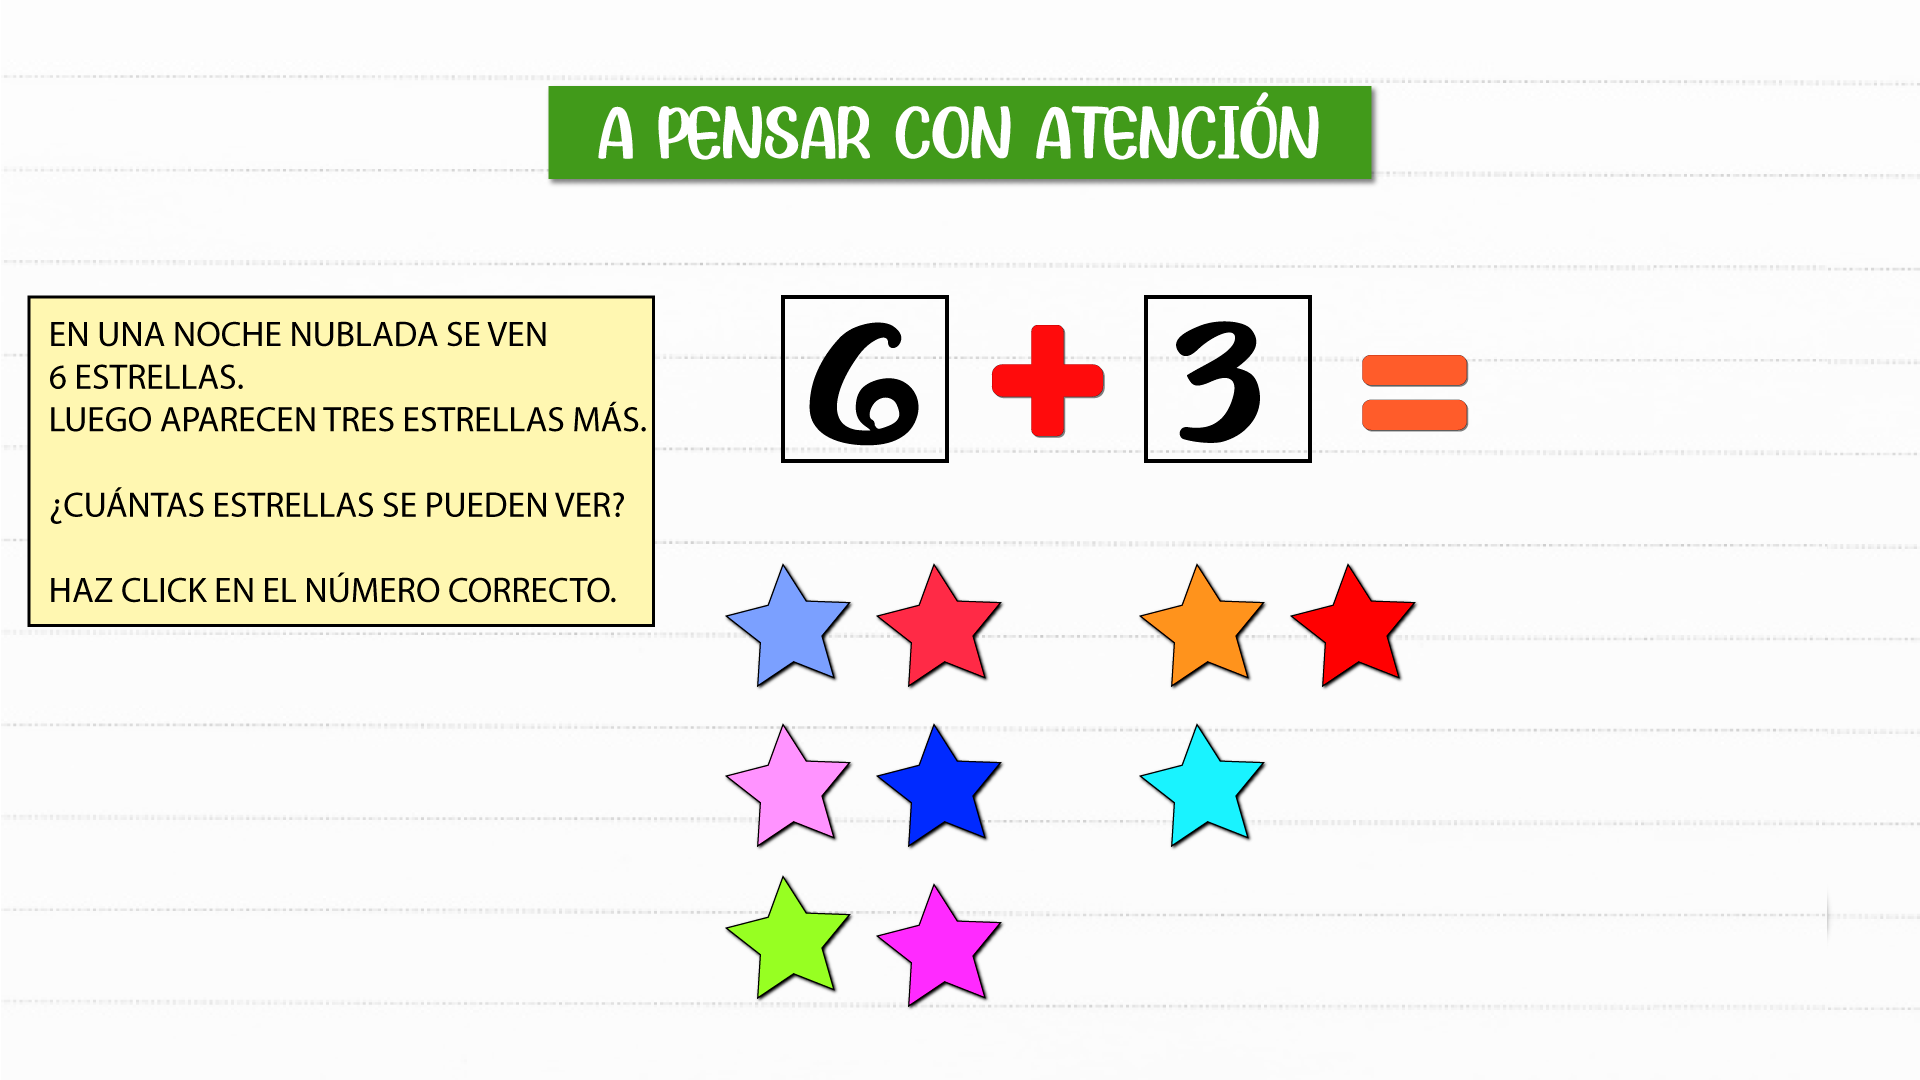 A PENSAR CON ATENCIÓN
EN UNA NOCHE NUBLADA SE VEN
6 ESTRELLAS.
LUEGO APARECEN TRES ESTRELLAS MÁS.
¿CUÁNTAS ESTRELLAS SE PUEDEN VER?
HAZ CLICK EN EL NÚMERO CORRECTO.
6 + 3 =